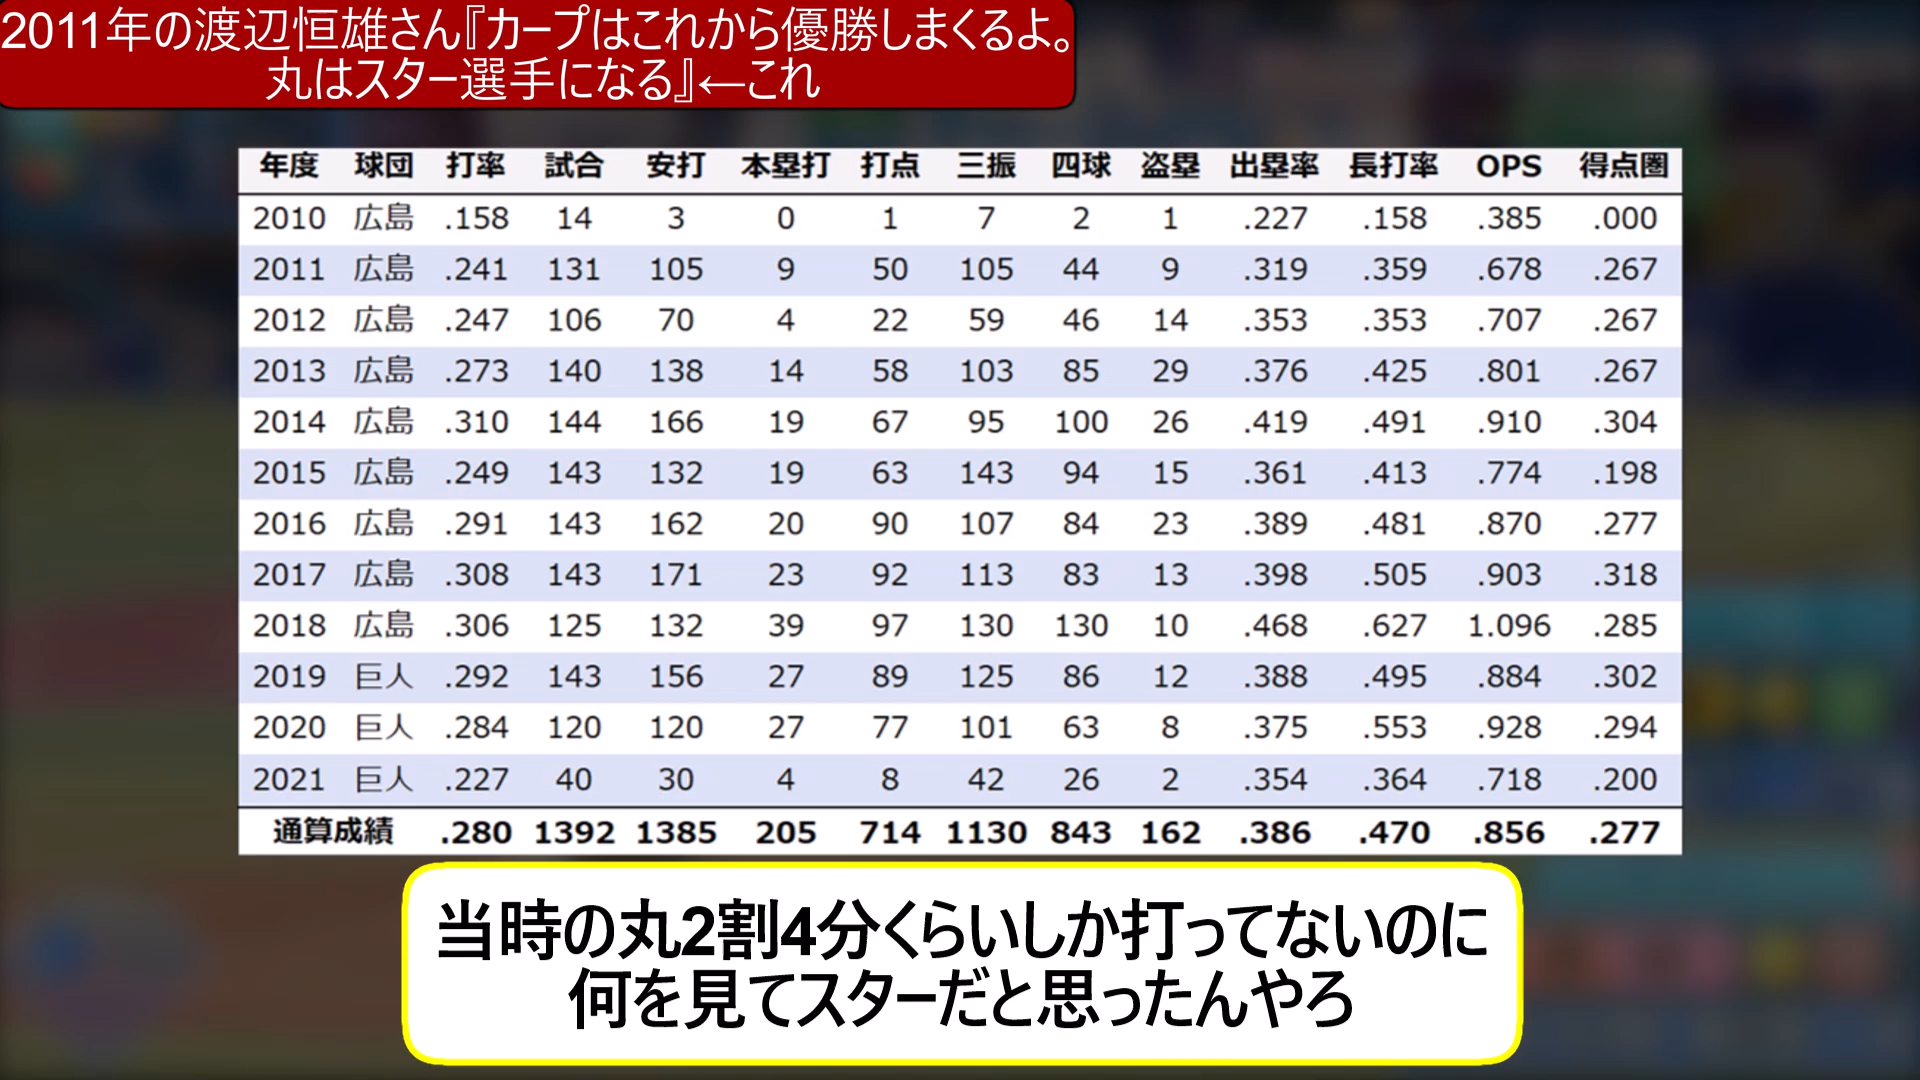 2011年の渡辺恒雄さん『カープはこれから優勝しまくるよ。
丸はスター選手になる』←これ
年度 球団 打率 試合 安打 本塁打 打点 三振 四球 盗塁 出塁率 長打率 OPS 得点圏
2010 広島 .158 14 3 0 1 7 2 1 .227 .158 .385 .000
2011 広島 .241 131 105 9 50 105 44 9 .319 .359 .678 .267
2012 広島 .247 106 70 4 22 59 46 14 .353 .353 .707 .267
2013 広島 .273 140 138 14 58 103 85 29 .376 .425 .801 .267
2014 広島 .310 144 166 19 67 95 100 26 .419 .491 .910 .304
2015 広島 .249 143 132 19 63 143 94 15 .361 .413 .774 .198
2016 広島 .291 143 162 20 90 107 84 23 .389 .481 .870 .277
2017 広島 .308 143 171 23 92 113 83 13 .398 .505 .903 .318
2018 広島 .306 125 132 39 97 130 130 10 .468 .627 1.096 .285
2019 巨人 .292 143 156 27 89 125 86 12 .388 .495 .884 .302
2020 巨人 .284 120 120 27 77 101 63 8 .375 .553 .928 .294
2021 巨人 .227 40 30 4 8 42 26 2 .354 .364 .718 .200
通算成績 .280 1392 1385 205 714 1130 843 162 .386 .470 .856 .277
当時の丸2割4分くらいしか打ってないのに
何を見てスターだと思ったんやろ